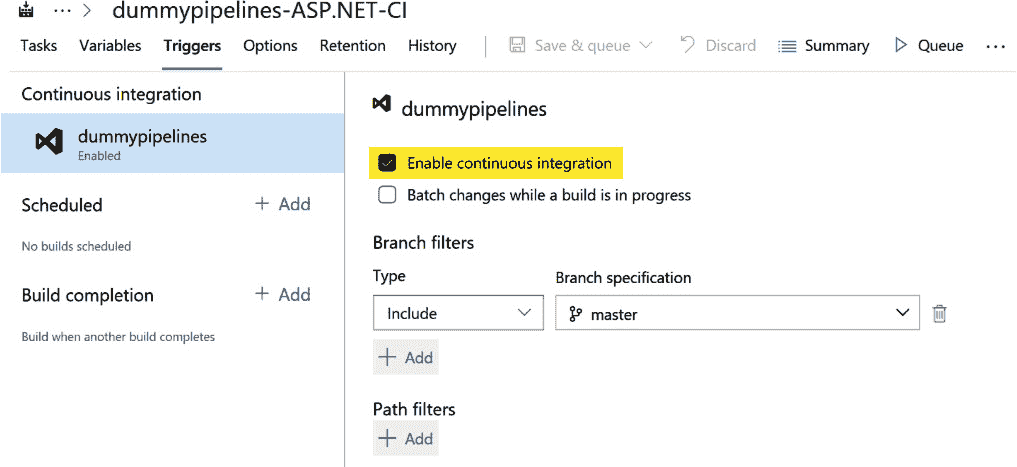 dummypipelines-ASP.NET-CI
Tasks Variables Triggers Options Retention History Save & queue Discard Summary Queue
Continuous integration
dummypipelines
Enabled
Scheduled + Add
No builds scheduled
Build completion + Add
Build when another build completes
dummypipelines
Enable continuous integration
Batch changes while a build is in progress
Branch filters
Type Branch specification
Include master
+ Add
Path filters
+ Add